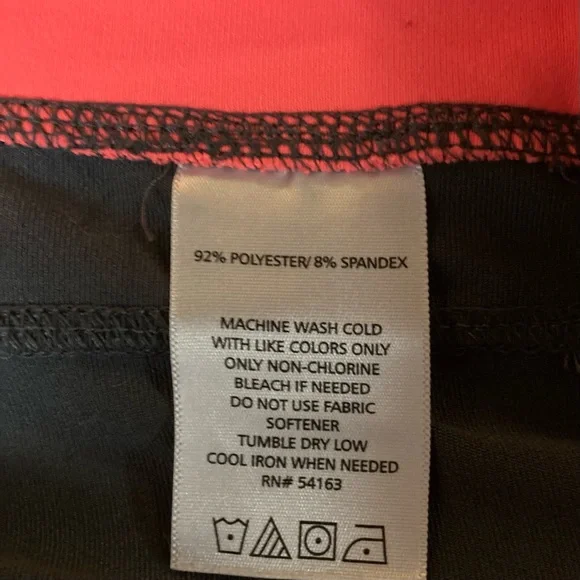 92% POLYESTER/ 8% SPANDEX
MACHINE WASH COLD
WITH LIKE COLORS ONLY
ONLY NON-CHLORINE
BLEACH IF NEEDED
DO NOT USE FABRIC
SOFTENER
TUMBLE DRY LOW
COOL IRON WHEN NEEDED
RN# 54163